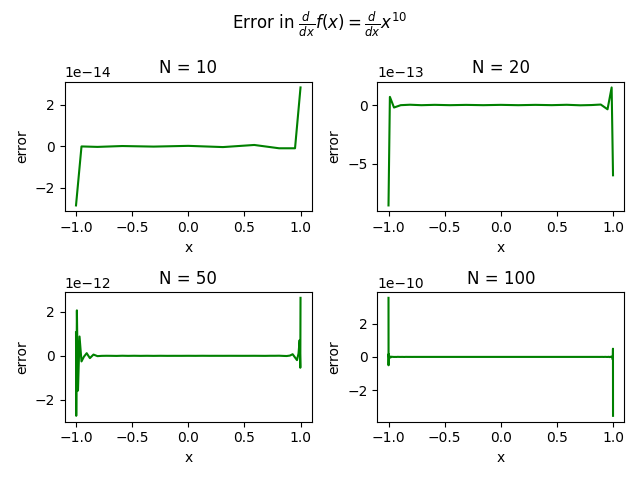 Error in d/dx f(x) = d/dx x^10
1e−14
N = 10
2
0
−2
error
−1.0 −0.5 0.0 0.5 1.0
x
1e−13
N = 20
0
−5
error
−1.0 −0.5 0.0 0.5 1.0
x
1e−12
N = 50
2
0
−2
error
−1.0 −0.5 0.0 0.5 1.0
x
1e−10
N = 100
2
0
−2
error
−1.0 −0.5 0.0 0.5 1.0
x